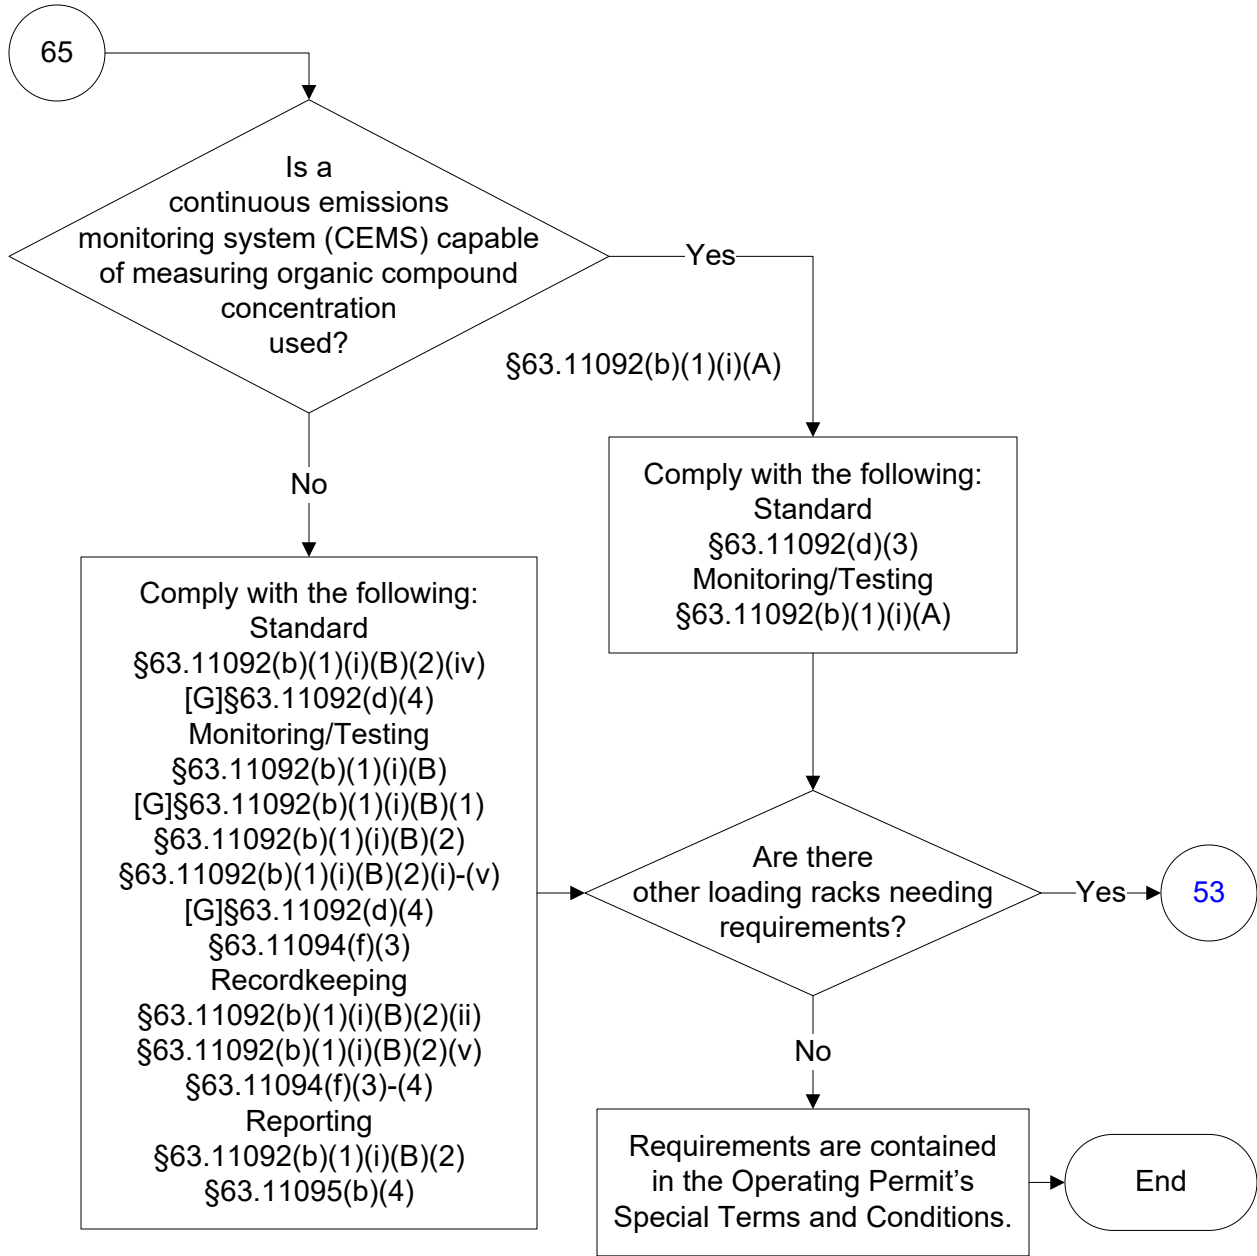 65
Is a
continuous emissions
monitoring system (CEMS) capable
of measuring organic compound
concentration
used?
Yes
§63.11092(b)(1)(i)(A)
No
Comply with the following:
Standard
§63.11092(d)(3)
Monitoring/Testing
§63.11092(b)(1)(i)(A)
Comply with the following:
Standard
§63.11092(b)(1)(i)(B)(2)(iv)
[G]§63.11092(d)(4)
Monitoring/Testing
§63.11092(b)(1)(i)(B)
[G]§63.11092(b)(1)(i)(B)(1)
§63.11092(b)(1)(i)(B)(2)
§63.11092(b)(1)(i)(B)(2)(i)-(v)
[G]§63.11092(d)(4)
§63.11094(f)(3)
Recordkeeping
§63.11092(b)(1)(i)(B)(2)(ii)
§63.11092(b)(1)(i)(B)(2)(v)
§63.11094(f)(3)-(4)
Reporting
§63.11092(b)(1)(i)(B)(2)
§63.11095(b)(4)
Are there
other loading racks needing
requirements?
Yes
53
No
Requirements are contained
in the Operating Permit’s
Special Terms and Conditions.
End